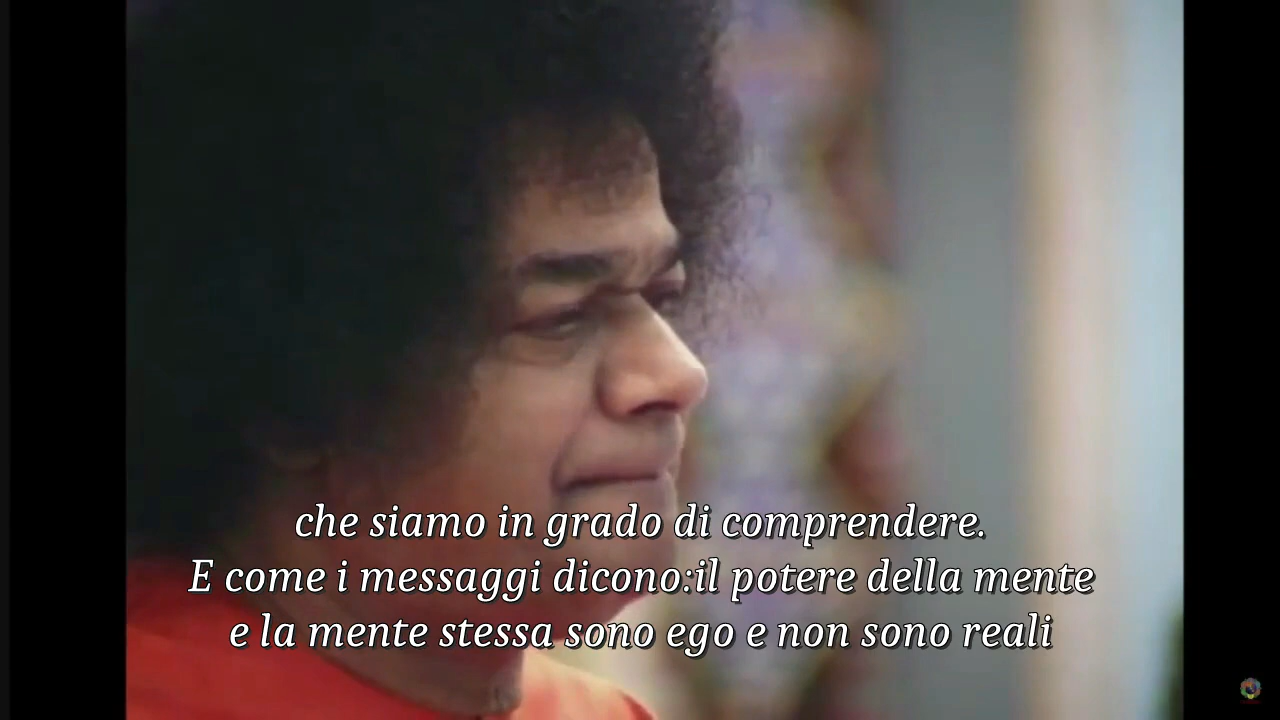 che siamo in grado di comprendere.
E come i messaggi dicono:il potere della mente
e la mente stessa sono ego e non sono reali